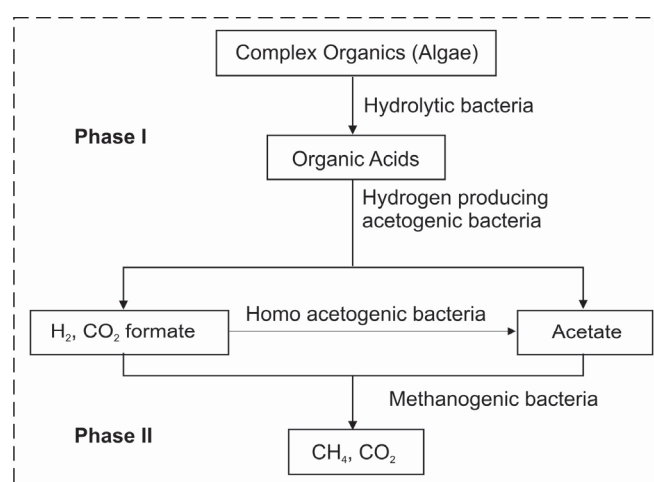 Complex Organics (Algae)
Hydrolytic bacteria
Phase I
Organic Acids
Hydrogen producing
acetogenic bacteria
Homo acetogenic bacteria
H₂, CO₂ formate
Acetate
Methanogenic bacteria
Phase II
CH₄, CO₂